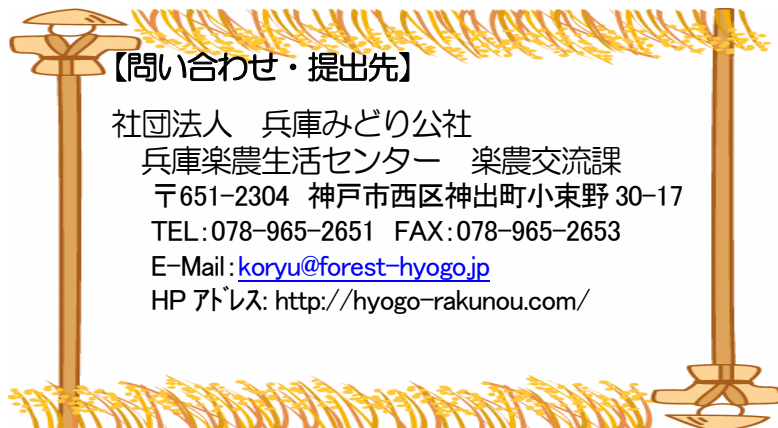 【問い合わせ・提出先】
社団法人　兵庫みどり公社
兵庫楽農生活センター　楽農交流課
〒651-2304 神戸市西区神出町小束野 30-17
TEL:078-965-2651 FAX:078-965-2653
E-Mail:koryu@forest-hyogo.jp
HP ｱﾄﾞﾚｽ: http://hyogo-rakunou.com/